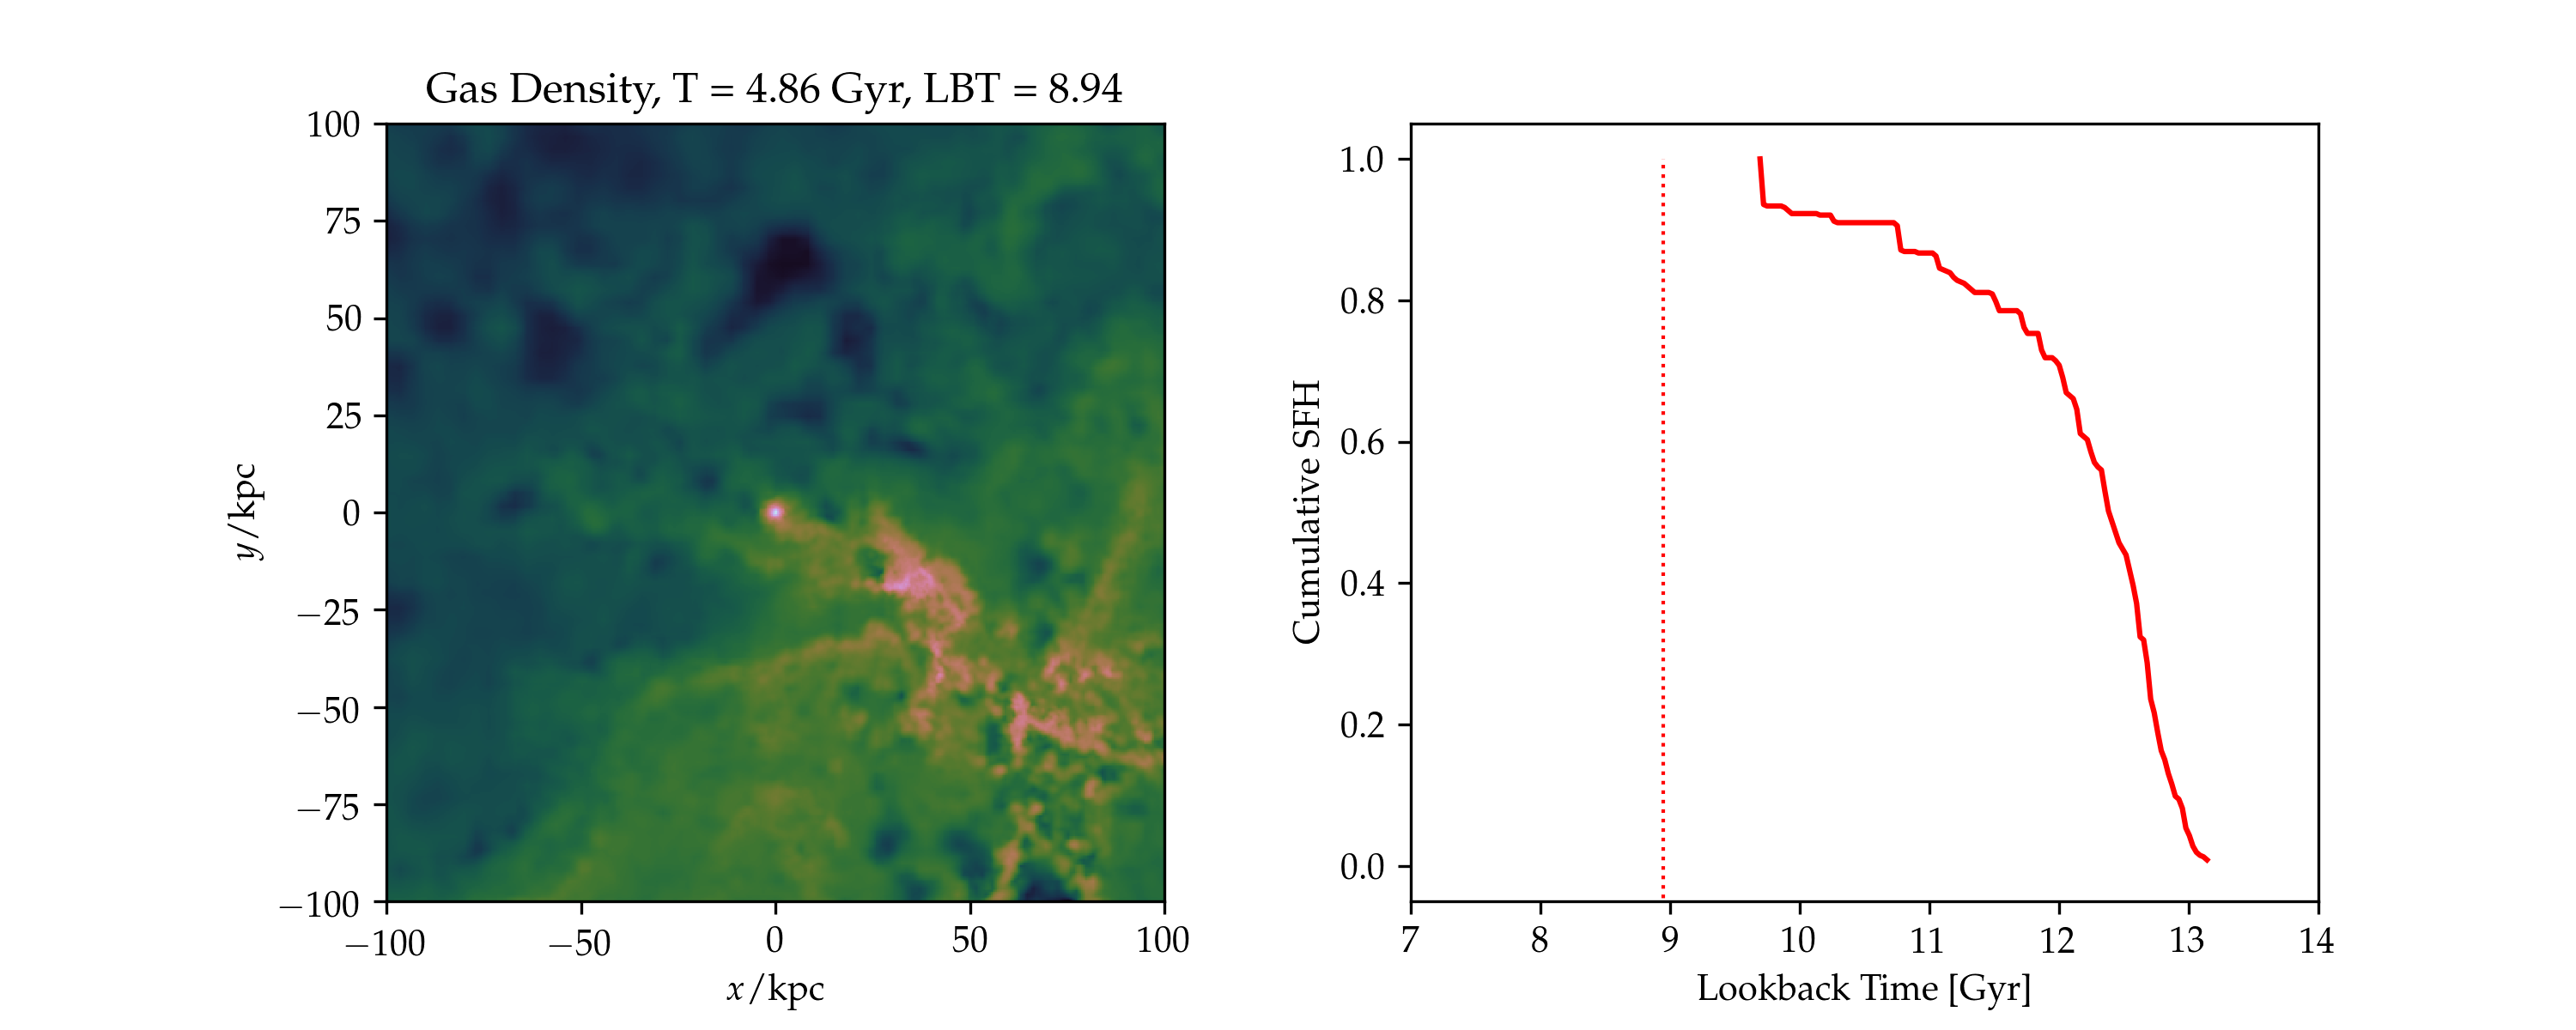 Gas Density, T = 4.86 Gyr, LBT = 8.94
100
75
50
25
0
−25
−50
−75
−100
y/kpc
−100 −50 0 50 100
x/kpc
1.0
0.8
0.6
0.4
0.2
0.0
Cumulative SFH
7 8 9 10 11 12 13 14
Lookback Time [Gyr]